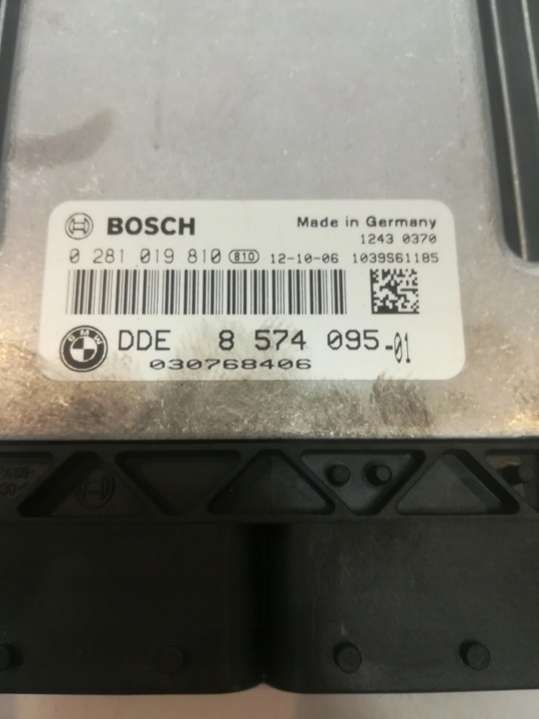 BOSCH
Made in Germany
1243 0370
0 281 019 810 810 12-10-06 1039S61185
BMW
DDE 8 574 095-01
030768406